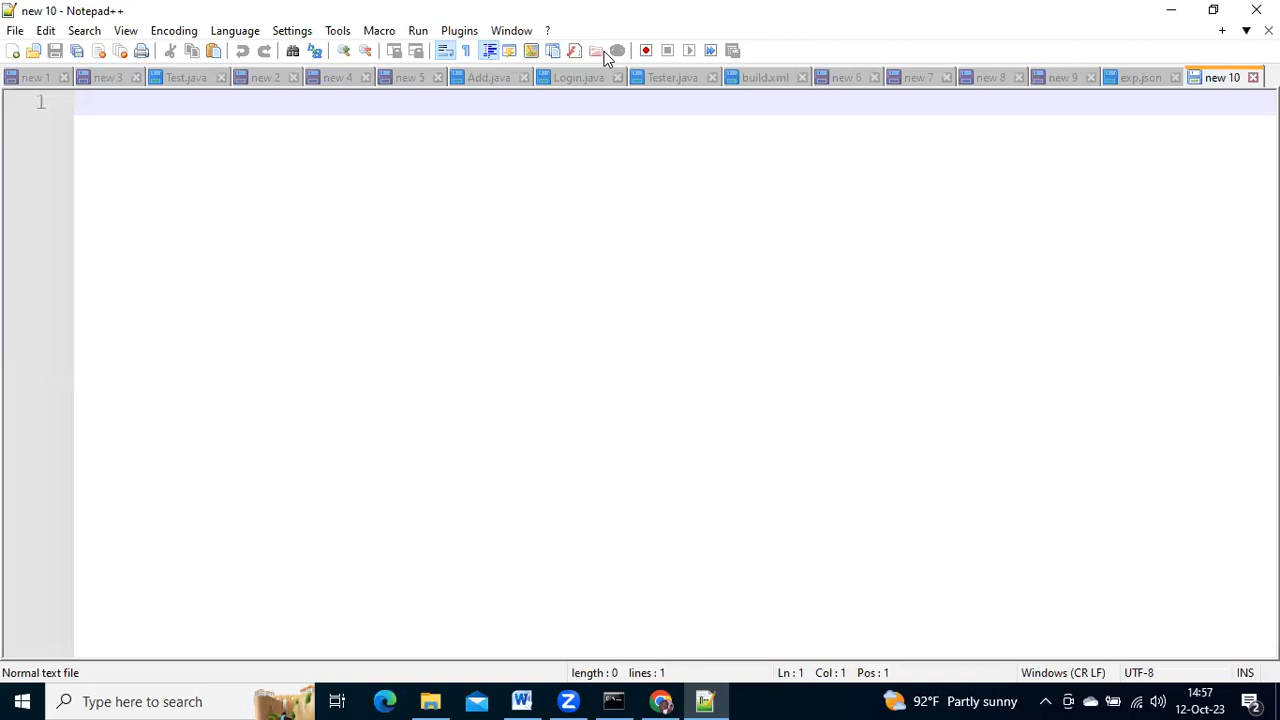 new 10 - Notepad++
File Edit Search View Encoding Language Settings Tools Macro Run Plugins Window ?
new 1 new 3 Test.java new 2 new 4 new 5 Add.java Login.java Tester.java build.xml new 6 new 7 new 8 new 9 exp.json new 10
1
Normal text file length : 0 lines : 1 Ln : 1 Col : 1 Pos : 1 Windows (CR LF) UTF-8 INS
Type here to search 92°F Partly sunny 14:57
12-Oct-23 2